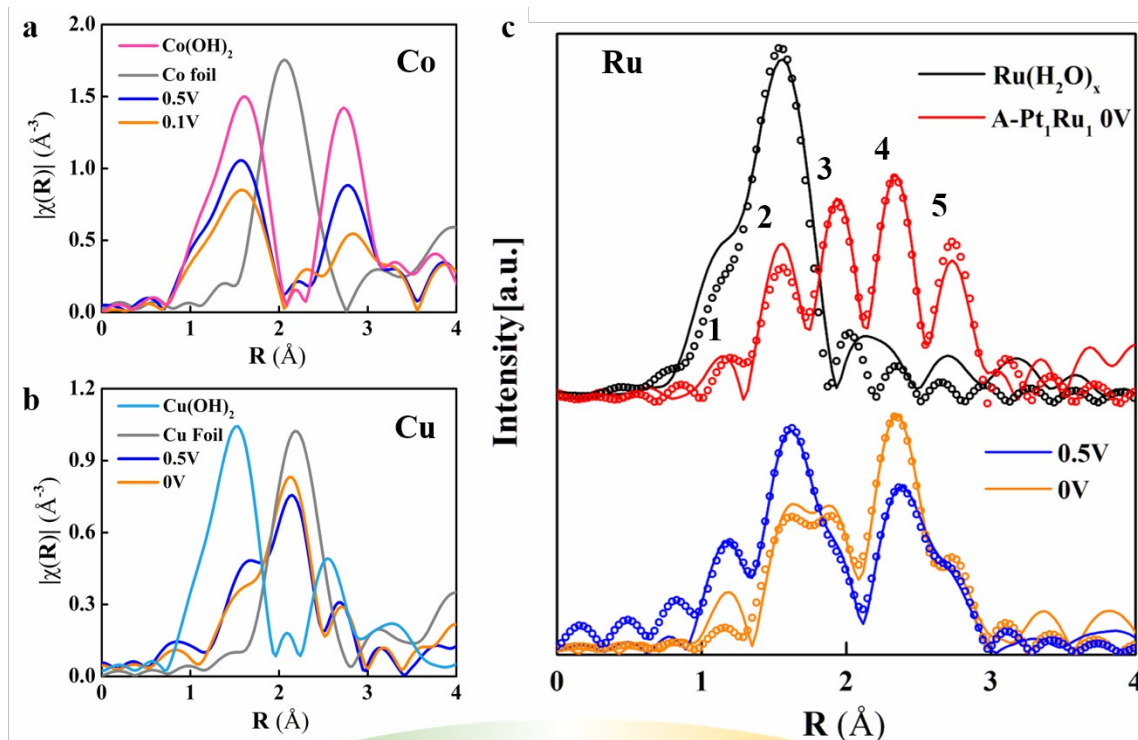 a
2.0
1.5
1.0
0.5
0.0
|χ(R)| (Å⁻³)
Co(OH)₂
Co foil
0.5V
0.1V
Co
0 1 2 3 4
R (Å)
b
1.2
0.9
0.6
0.3
0.0
|χ(R)| (Å⁻³)
Cu(OH)₂
Cu Foil
0.5V
0V
Cu
0 1 2 3 4
R (Å)
c
Ru
Intensity[a.u.]
Ru(H₂O)ₓ
A-Pt₁Ru₁ 0V
1
2
3
4
5
0.5V
0V
0 1 2 3 4
R (Å)